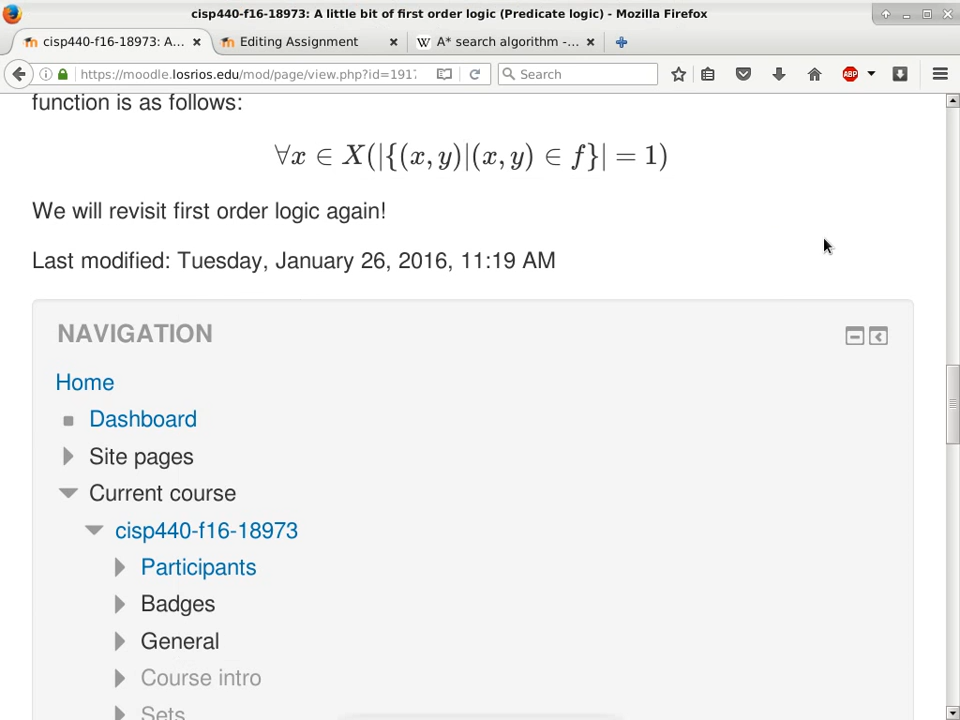 cisp440-f16-18973: A little bit of first order logic (Predicate logic) - Mozilla Firefox
cisp440-f16-18973: A... × Editing Assignment × W A* search algorithm -... ×
https://moodle.losrios.edu/mod/page/view.php?id=191 Search ABP
function is as follows:
∀x ∈ X(|{(x, y)|(x, y) ∈ f}| = 1)
We will revisit first order logic again!
Last modified: Tuesday, January 26, 2016, 11:19 AM
NAVIGATION
Home
Dashboard
Site pages
Current course
cisp440-f16-18973
Participants
Badges
General
Course intro
Sets